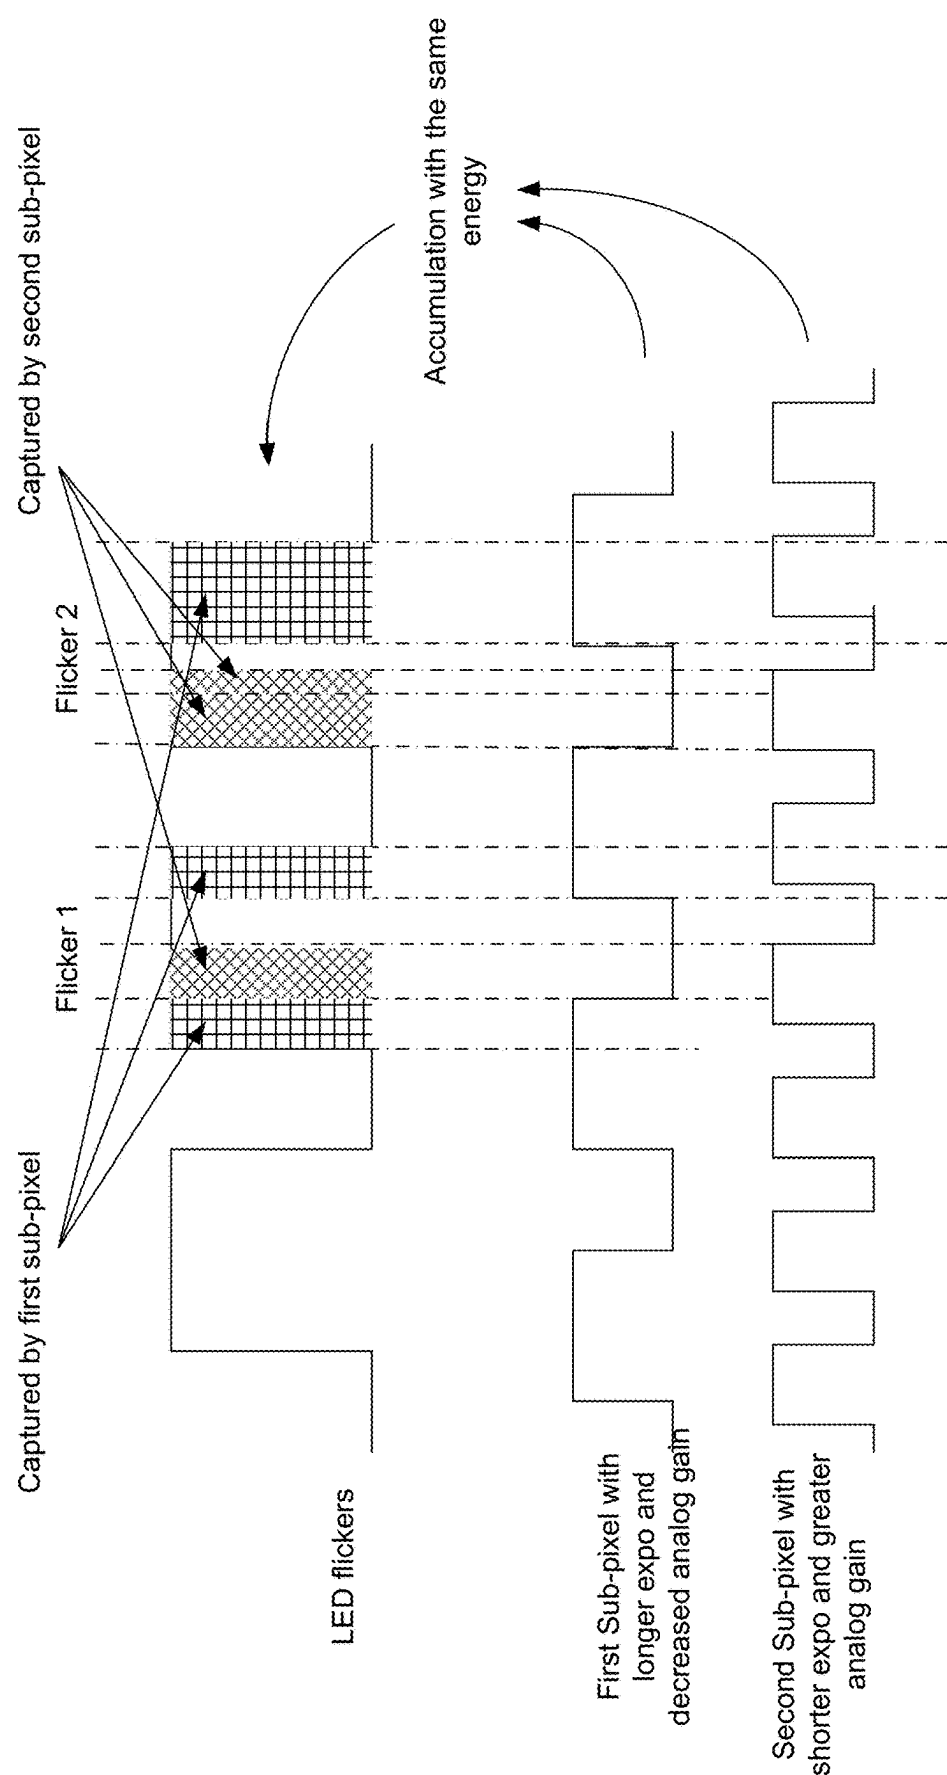 Captured by first sub-pixel
Captured by second sub-pixel
Flicker 1
Flicker 2
LED flickers
Accumulation with the same
energy
First Sub-pixel with
longer expo and
decreased analog gain
Second Sub-pixel with
shorter expo and greater
analog gain